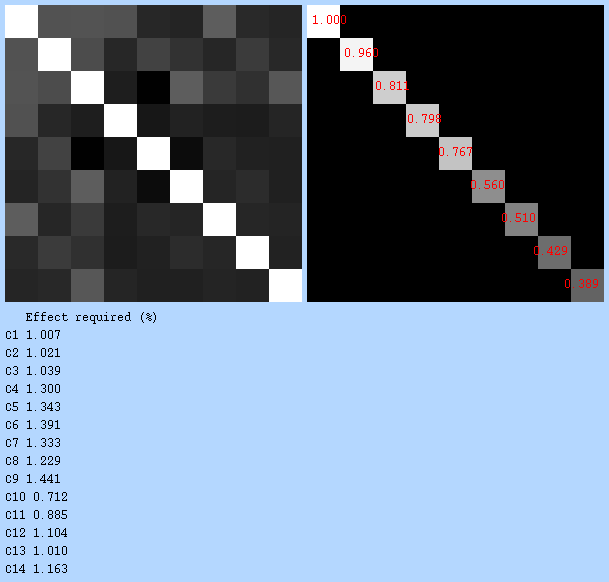 1.000
0.960
0.811
0.798
0.767
0.560
0.510
0.429
0.389
Effect required (%)
C1 1.007
C2 1.021
C3 1.039
C4 1.300
C5 1.343
C6 1.391
C7 1.333
C8 1.229
C9 1.441
C10 0.712
C11 0.885
C12 1.104
C13 1.010
C14 1.163